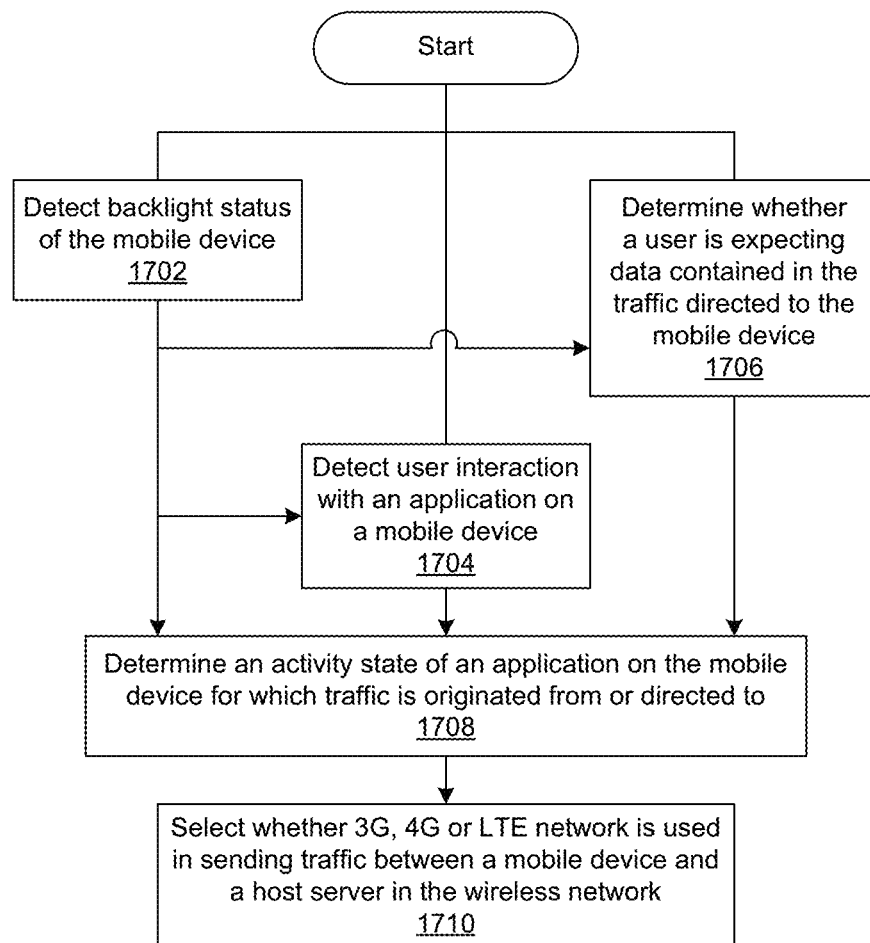 Start
Detect backlight status
of the mobile device
1702
Determine whether
a user is expecting
data contained in the
traffic directed to the
mobile device
1706
Detect user interaction
with an application on
a mobile device
1704
Determine an activity state of an application on the mobile
device for which traffic is originated from or directed to
1708
Select whether 3G, 4G or LTE network is used
in sending traffic between a mobile device and
a host server in the wireless network
1710